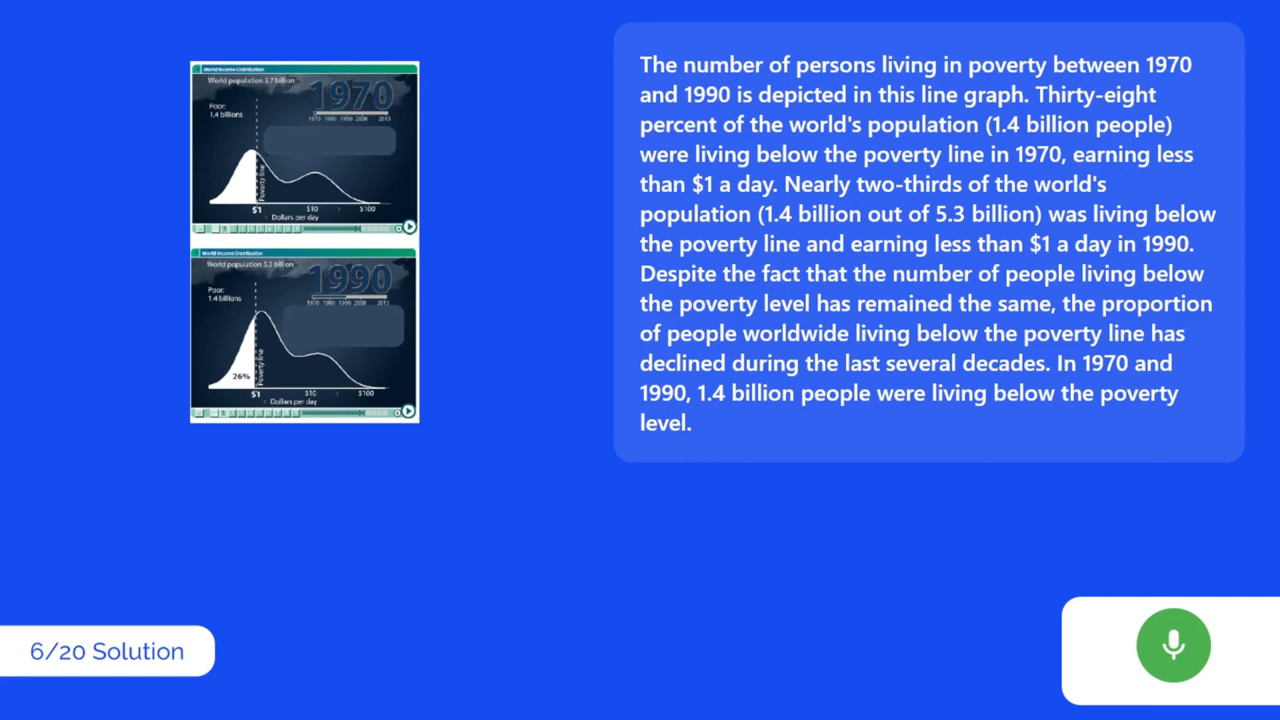 World Income Distribution
World population 3.7 billion
1970
Poor:
1.4 billions
1970 1980 1990 2000 2015
Poverty line
$1 $10 $100
Dollars per day
World Income Distribution
World population 5.3 billion
1990
Poor:
1.4 billions
1970 1980 1990 2000 2015
Poverty line
26%
$1 $10 $100
Dollars per day
The number of persons living in poverty between 1970
and 1990 is depicted in this line graph. Thirty-eight
percent of the world's population (1.4 billion people)
were living below the poverty line in 1970, earning less
than $1 a day. Nearly two-thirds of the world's
population (1.4 billion out of 5.3 billion) was living below
the poverty line and earning less than $1 a day in 1990.
Despite the fact that the number of people living below
the poverty level has remained the same, the proportion
of people worldwide living below the poverty line has
declined during the last several decades. In 1970 and
1990, 1.4 billion people were living below the poverty
level.
6/20 Solution